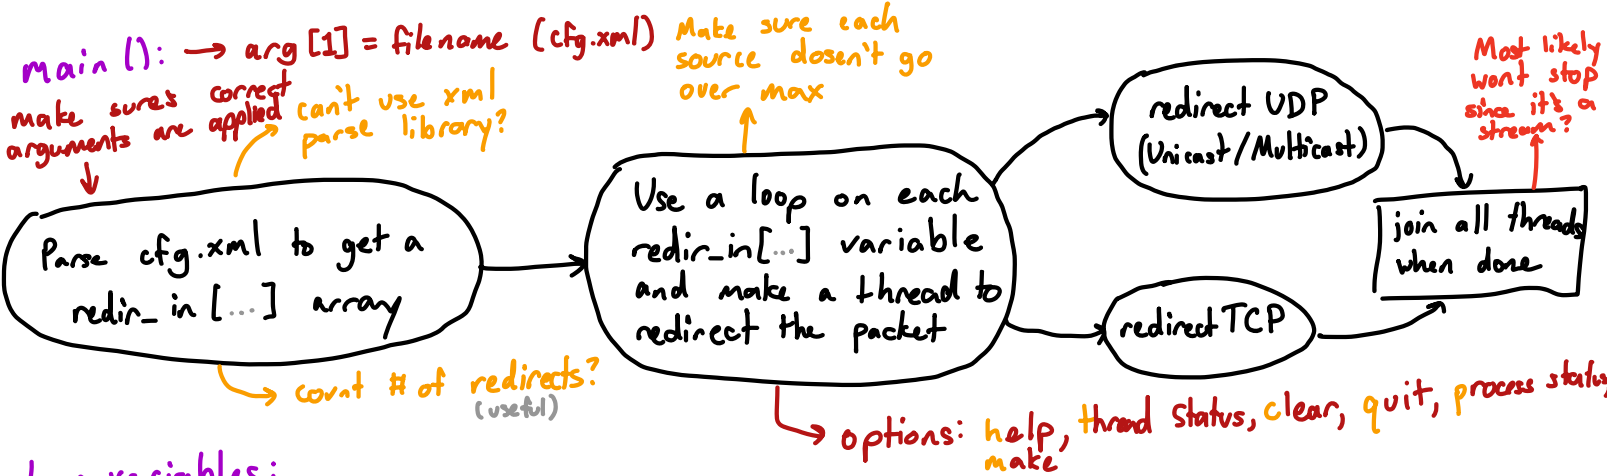 main(): → arg[1] = filename (cfg.xml)
make sure's correct
arguments are applied
can't use xml
parse library?
Make sure each
source dosen't go
over max
Parse cfg.xml to get a
redir_in[...] array
count # of redirects?
(useful)
Use a loop on each
redir_in[...] variable
and make a thread to
redirect the packet
options: help, thread status, clear, quit, process status,
make
redirect UDP
(Unicast/Multicast)
redirect TCP
Most likely
wont stop
since it's a
stream?
join all threads
when done
variables: